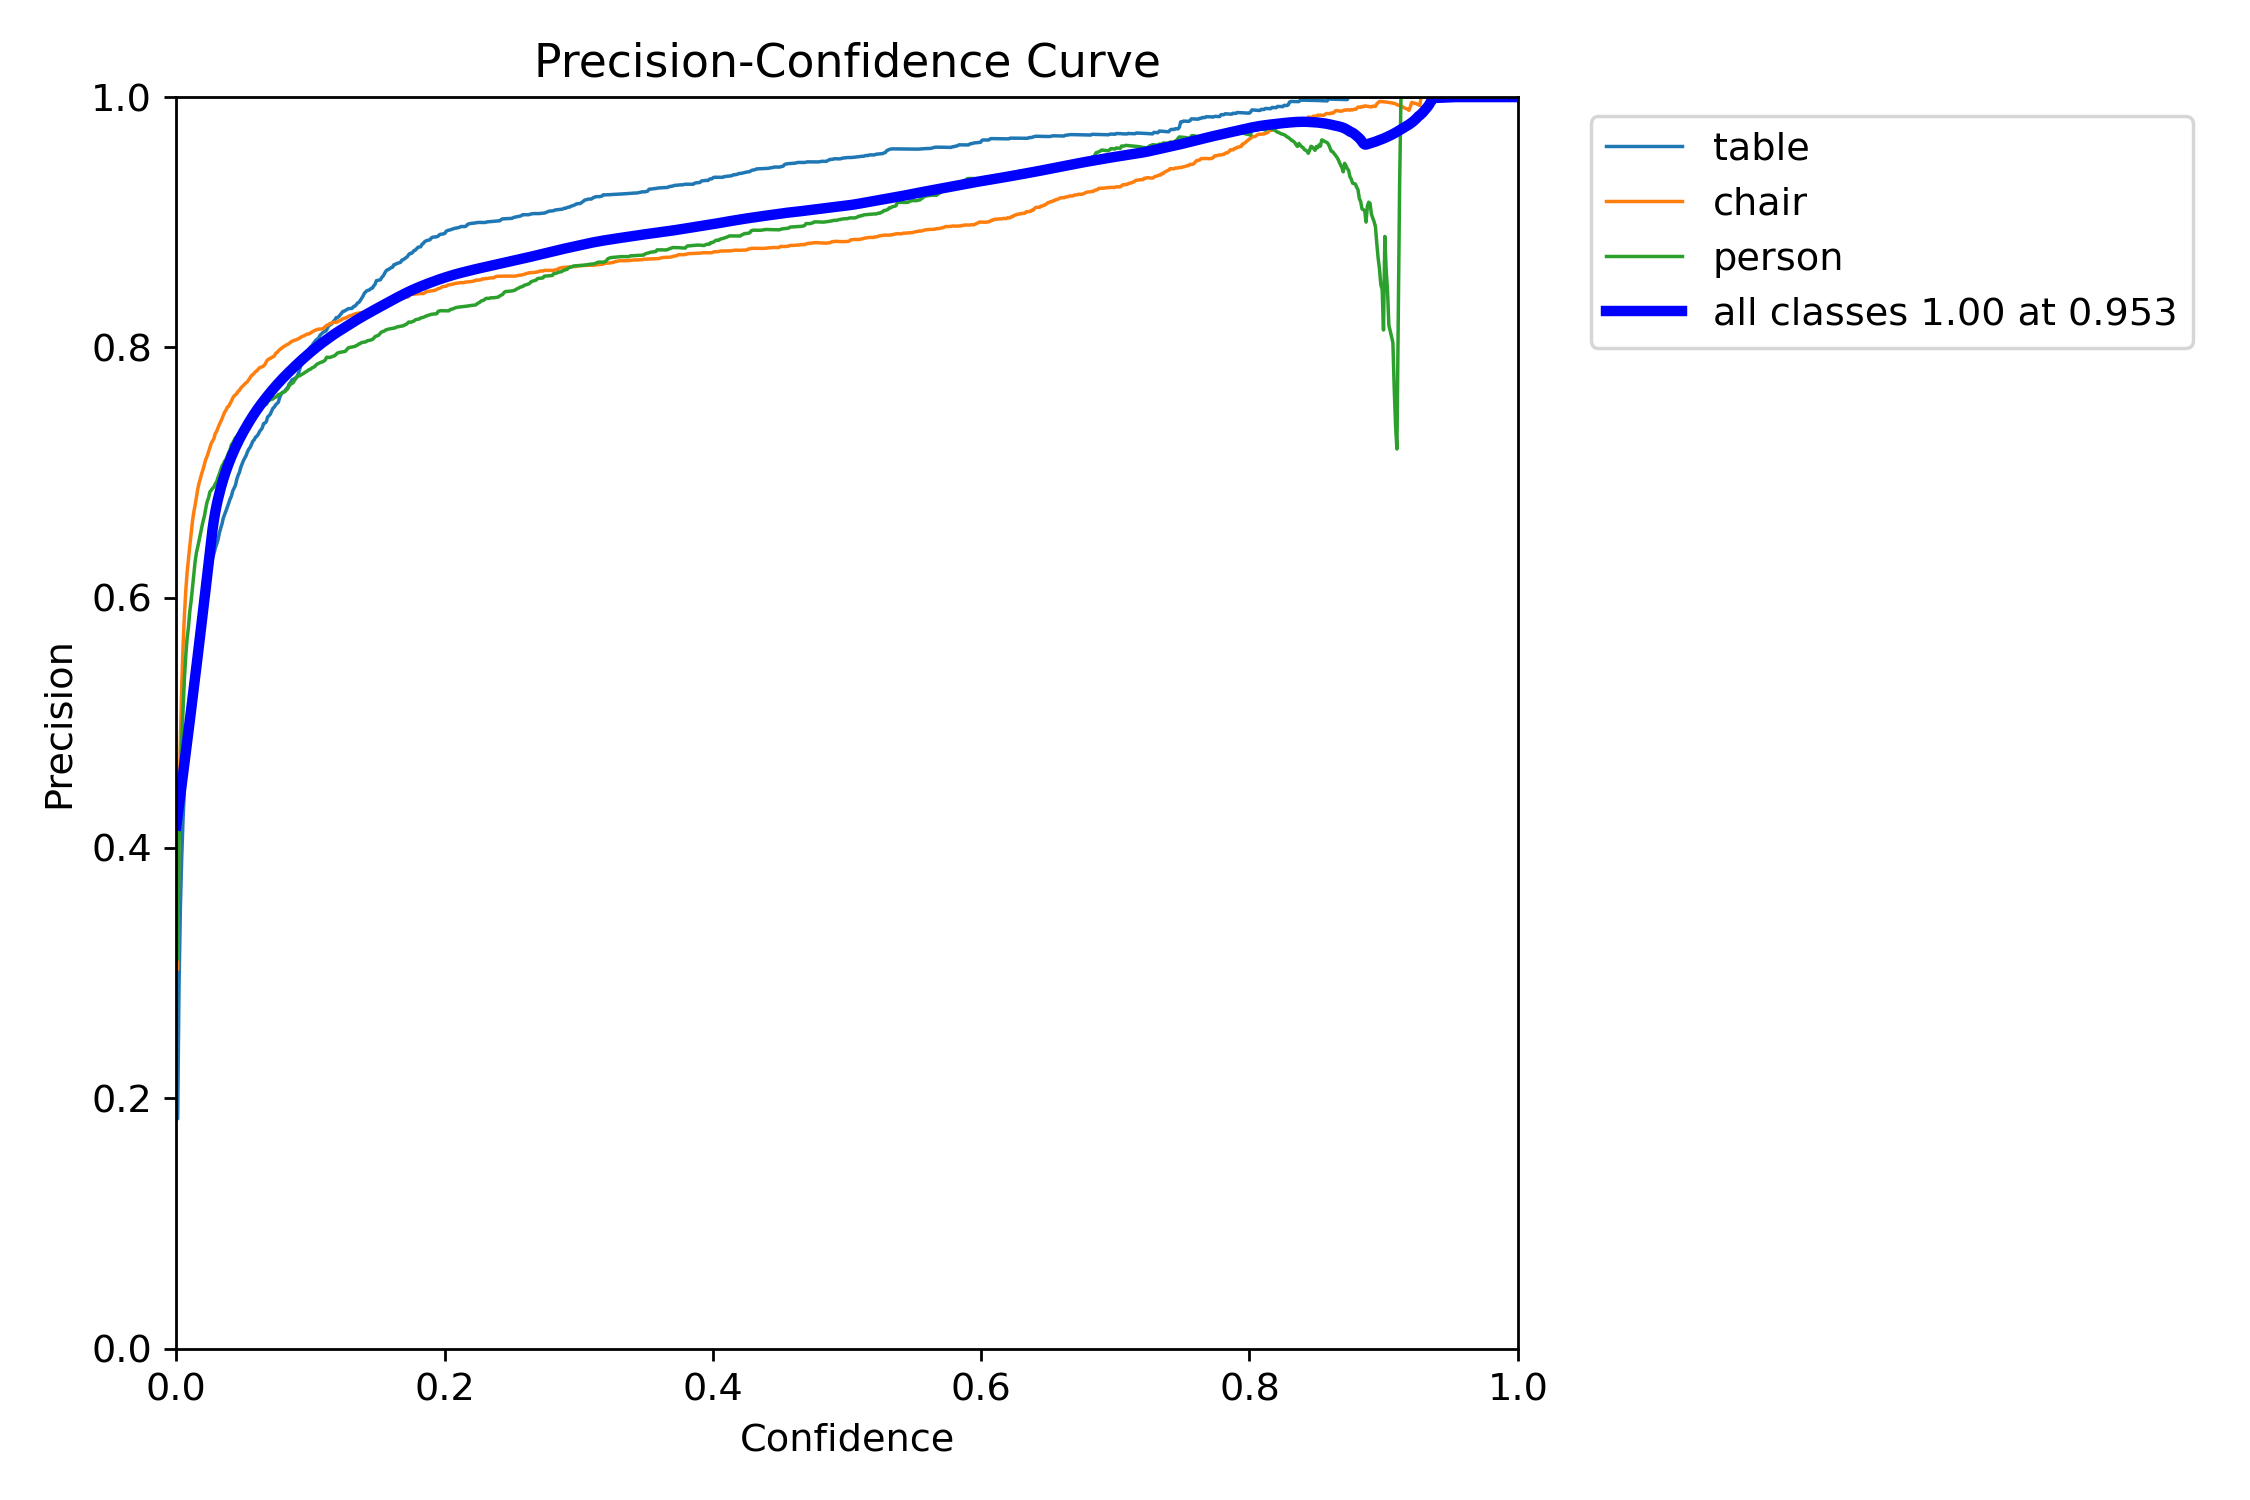 Precision-Confidence Curve
1.0
0.8
0.6
0.4
0.2
0.0
Precision
0.0 0.2 0.4 0.6 0.8 1.0
Confidence
table
chair
person
all classes 1.00 at 0.953